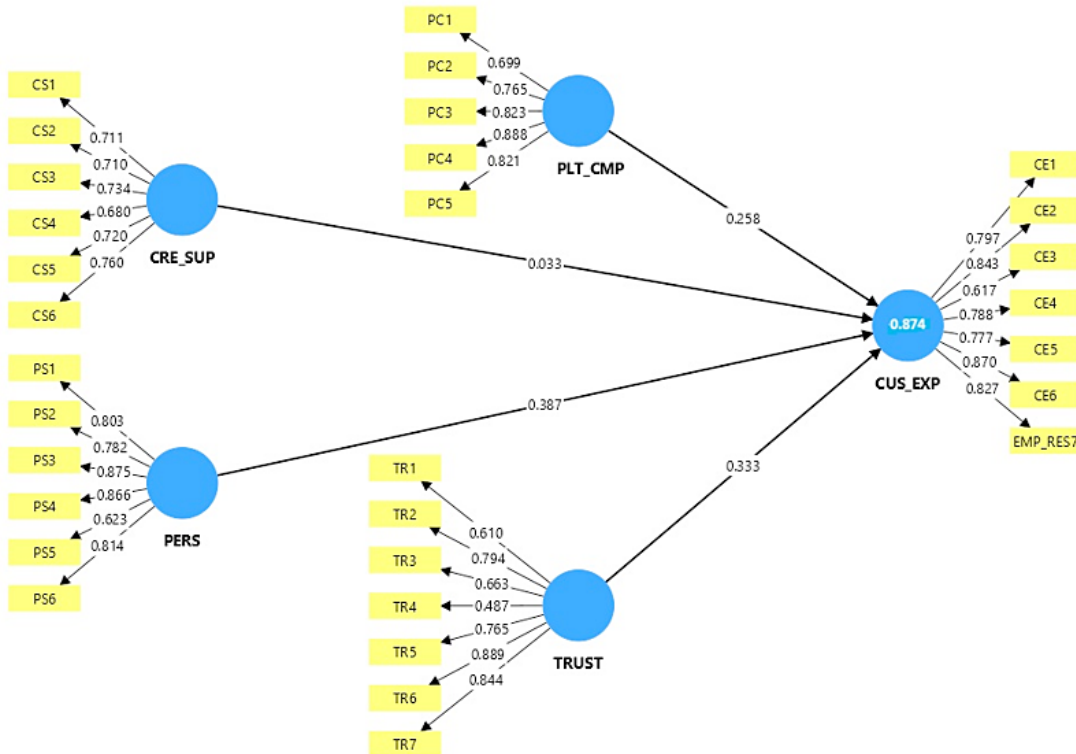 PC1
PC2
PC3
PC4
PC5
0.699
0.765
0.823
0.888
0.821
PLT_CMP
CS1
CS2
CS3
CS4
CS5
CS6
0.711
0.710
0.734
0.680
0.720
0.760
CRE_SUP
0.258
0.033
CE1
CE2
CE3
CE4
CE5
CE6
EMP_RES7
0.797
0.843
0.617
0.788
0.777
0.870
0.827
0.874
CUS_EXP
PS1
PS2
PS3
PS4
PS5
PS6
0.803
0.782
0.875
0.866
0.623
0.814
PERS
0.387
0.333
TR1
TR2
TR3
TR4
TR5
TR6
TR7
0.610
0.794
0.663
0.487
0.765
0.889
0.844
TRUST